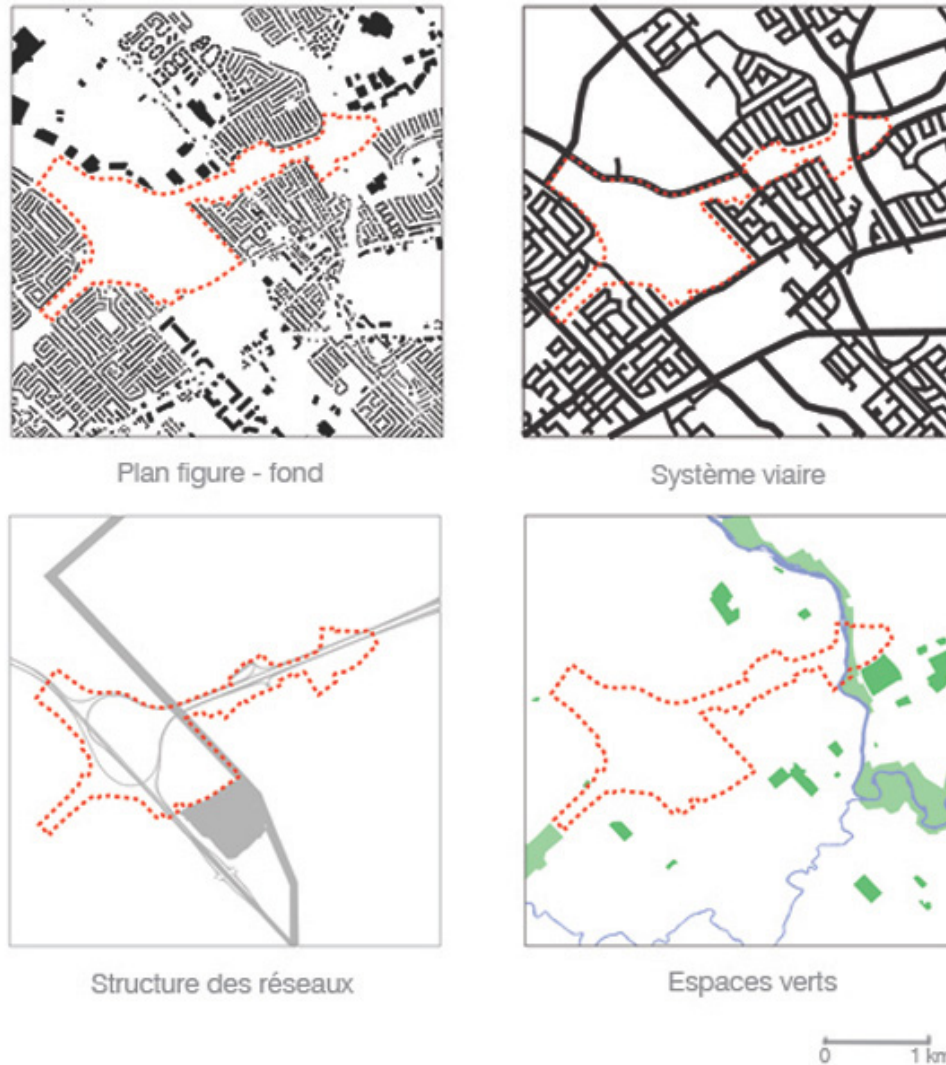 Plan figure - fond
Système viaire
Structure des réseaux
Espaces verts
0 1 km